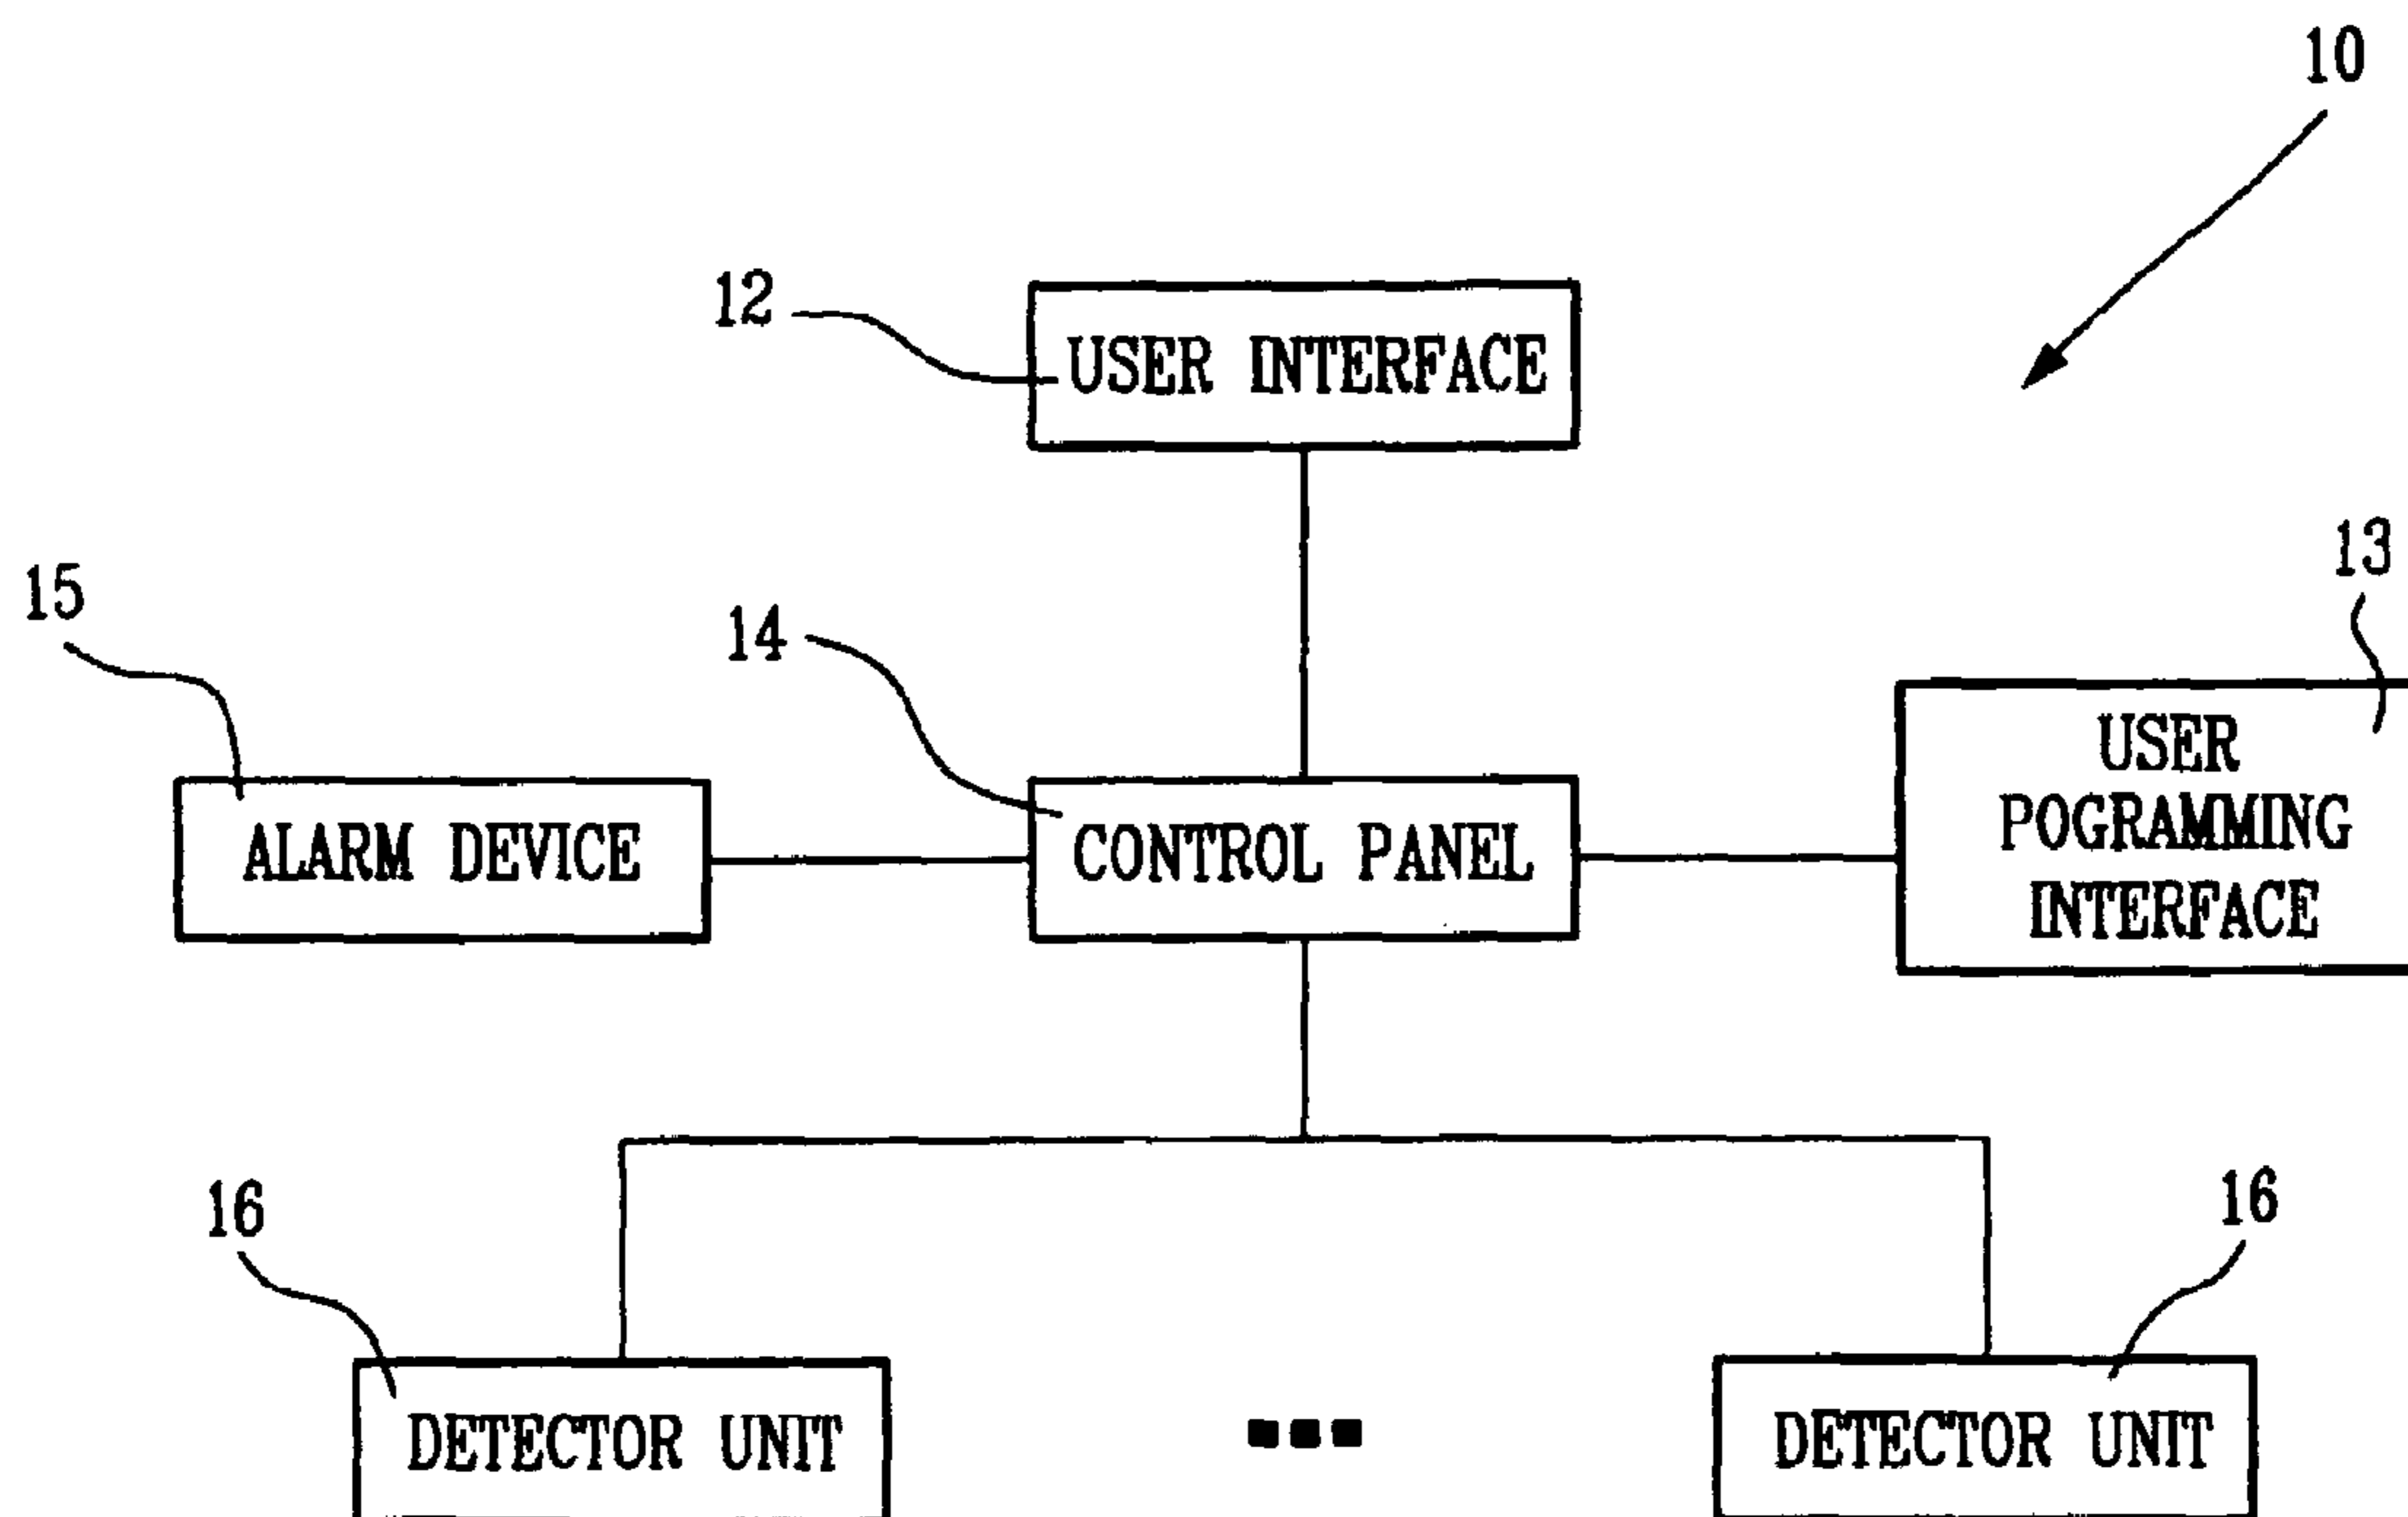 10
12
USER INTERFACE
13
15
14
USER
POGRAMMING
INTERFACE
ALARM DEVICE
CONTROL PANEL
16
16
DETECTOR UNIT
DETECTOR UNIT